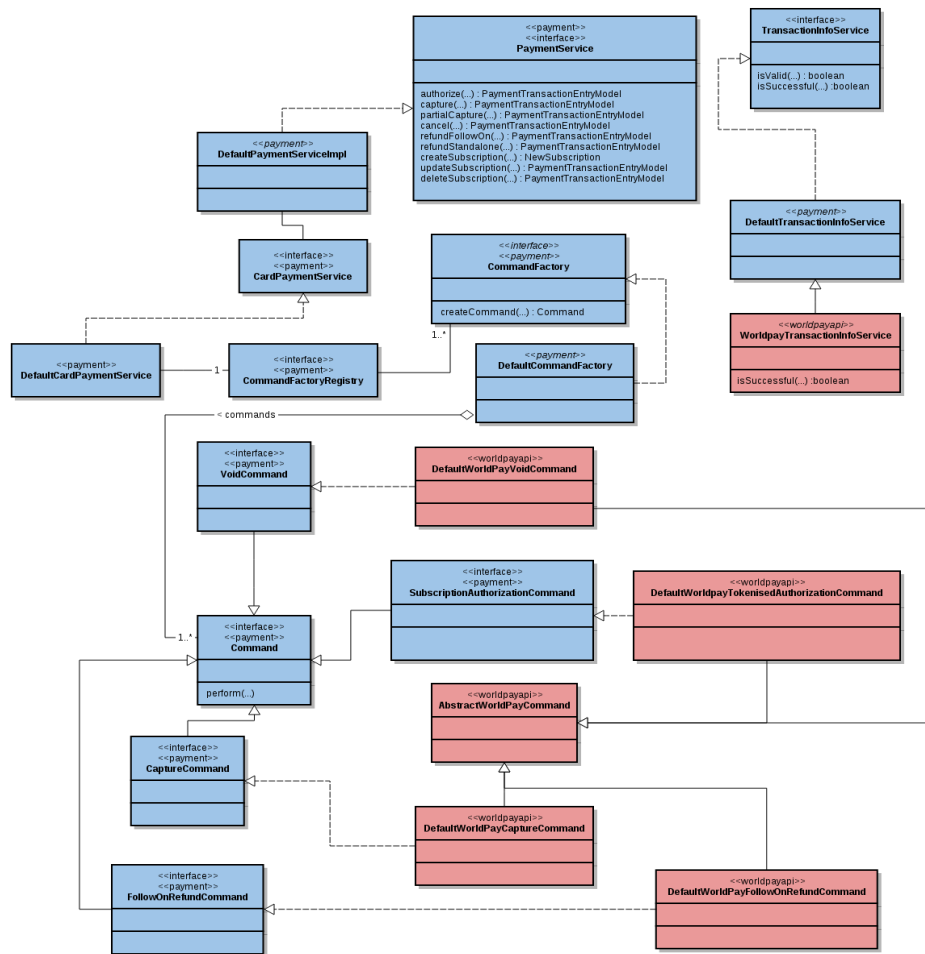 <<payment>>
<<interface>>
PaymentService
authorize(...) : PaymentTransactionEntryModel
capture(...) : PaymentTransactionEntryModel
partialCapture(...) : PaymentTransactionEntryModel
cancel(...) : PaymentTransactionEntryModel
refundFollowOn(...) : PaymentTransactionEntryModel
refundStandalone(...) : PaymentTransactionEntryModel
createSubscription(...) : NewSubscription
updateSubscription(...) : PaymentTransactionEntryModel
deleteSubscription(...) : PaymentTransactionEntryModel
<<interface>>
TransactionInfoService
isValid(...) : boolean
isSuccessful(...) :boolean
<<payment>>
DefaultPaymentServiceImpl
<<payment>>
DefaultTransactionInfoService
<<interface>>
<<payment>>
CardPaymentService
<<interface>>
<<payment>>
CommandFactory
createCommand(...) : Command
1..*
<<worldpayapi>>
WorldpayTransactionInfoService
isSuccessful(...) :boolean
<<payment>>
DefaultCardPaymentService
1
<<interface>>
<<payment>>
CommandFactoryRegistry
<<payment>>
DefaultCommandFactory
< commands
<<interface>>
<<payment>>
VoidCommand
<<worldpayapi>>
DefaultWorldPayVoidCommand
<<interface>>
<<payment>>
SubscriptionAuthorizationCommand
<<worldpayapi>>
DefaultWorldpayTokenisedAuthorizationCommand
1..*
<<interface>>
<<payment>>
Command
perform(...)
<<worldpayapi>>
AbstractWorldPayCommand
<<interface>>
<<payment>>
CaptureCommand
<<worldpayapi>>
DefaultWorldPayCaptureCommand
<<interface>>
<<payment>>
FollowOnRefundCommand
<<worldpayapi>>
DefaultWorldPayFollowOnRefundCommand